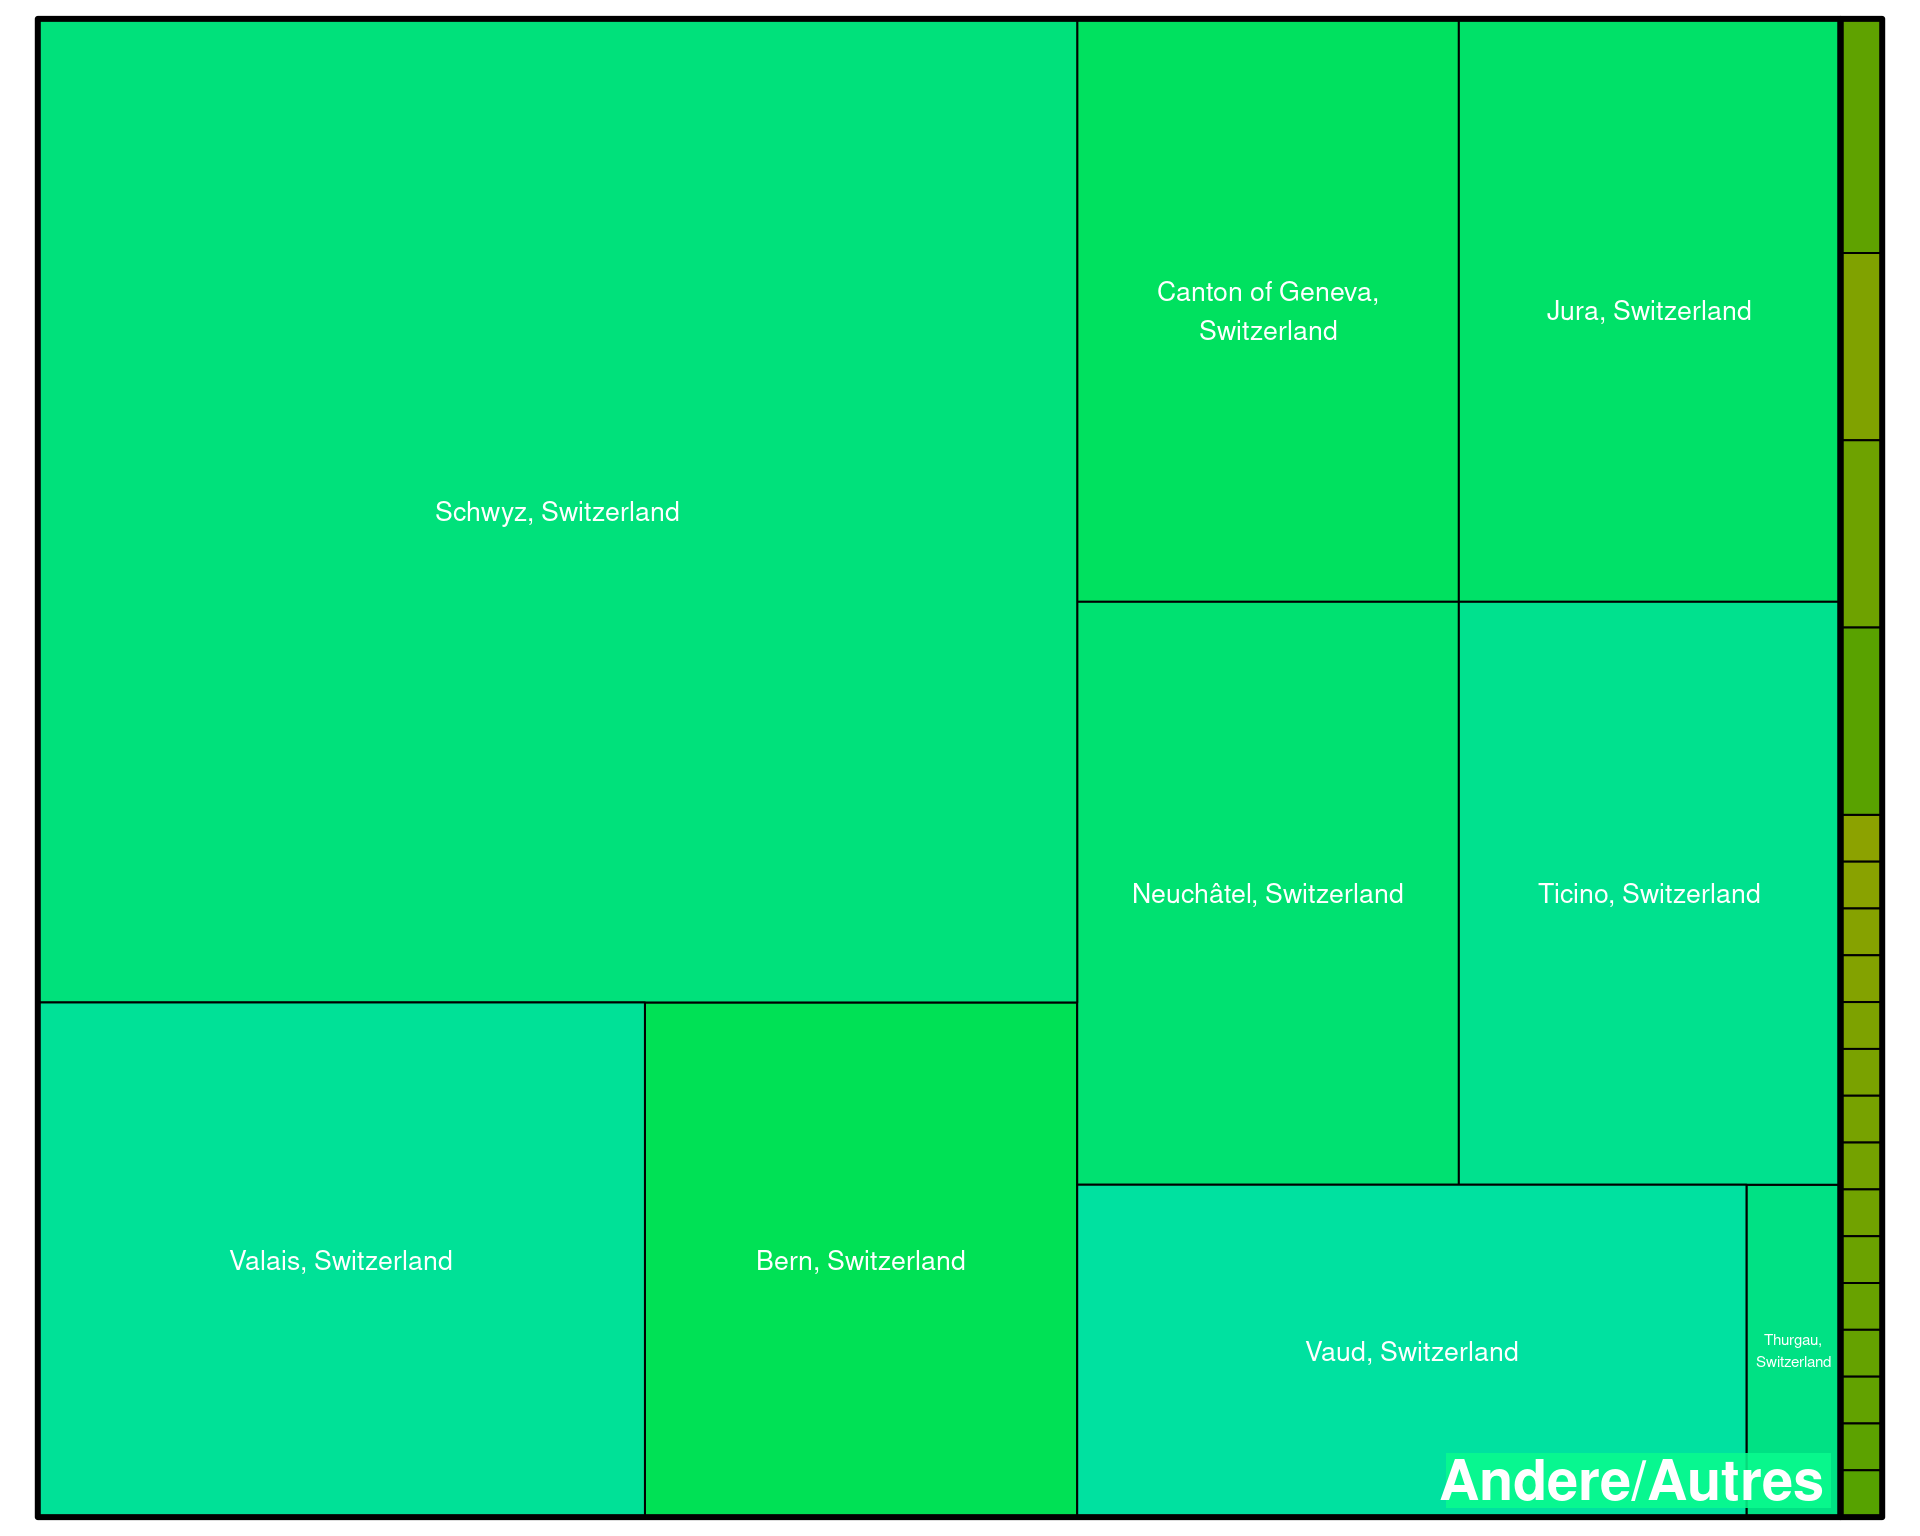 Canton of Geneva,
Switzerland
Jura, Switzerland
Schwyz, Switzerland
Neuchâtel, Switzerland
Ticino, Switzerland
Valais, Switzerland
Bern, Switzerland
Vaud, Switzerland
Thurgau,
Switzerland
Andere/Autres